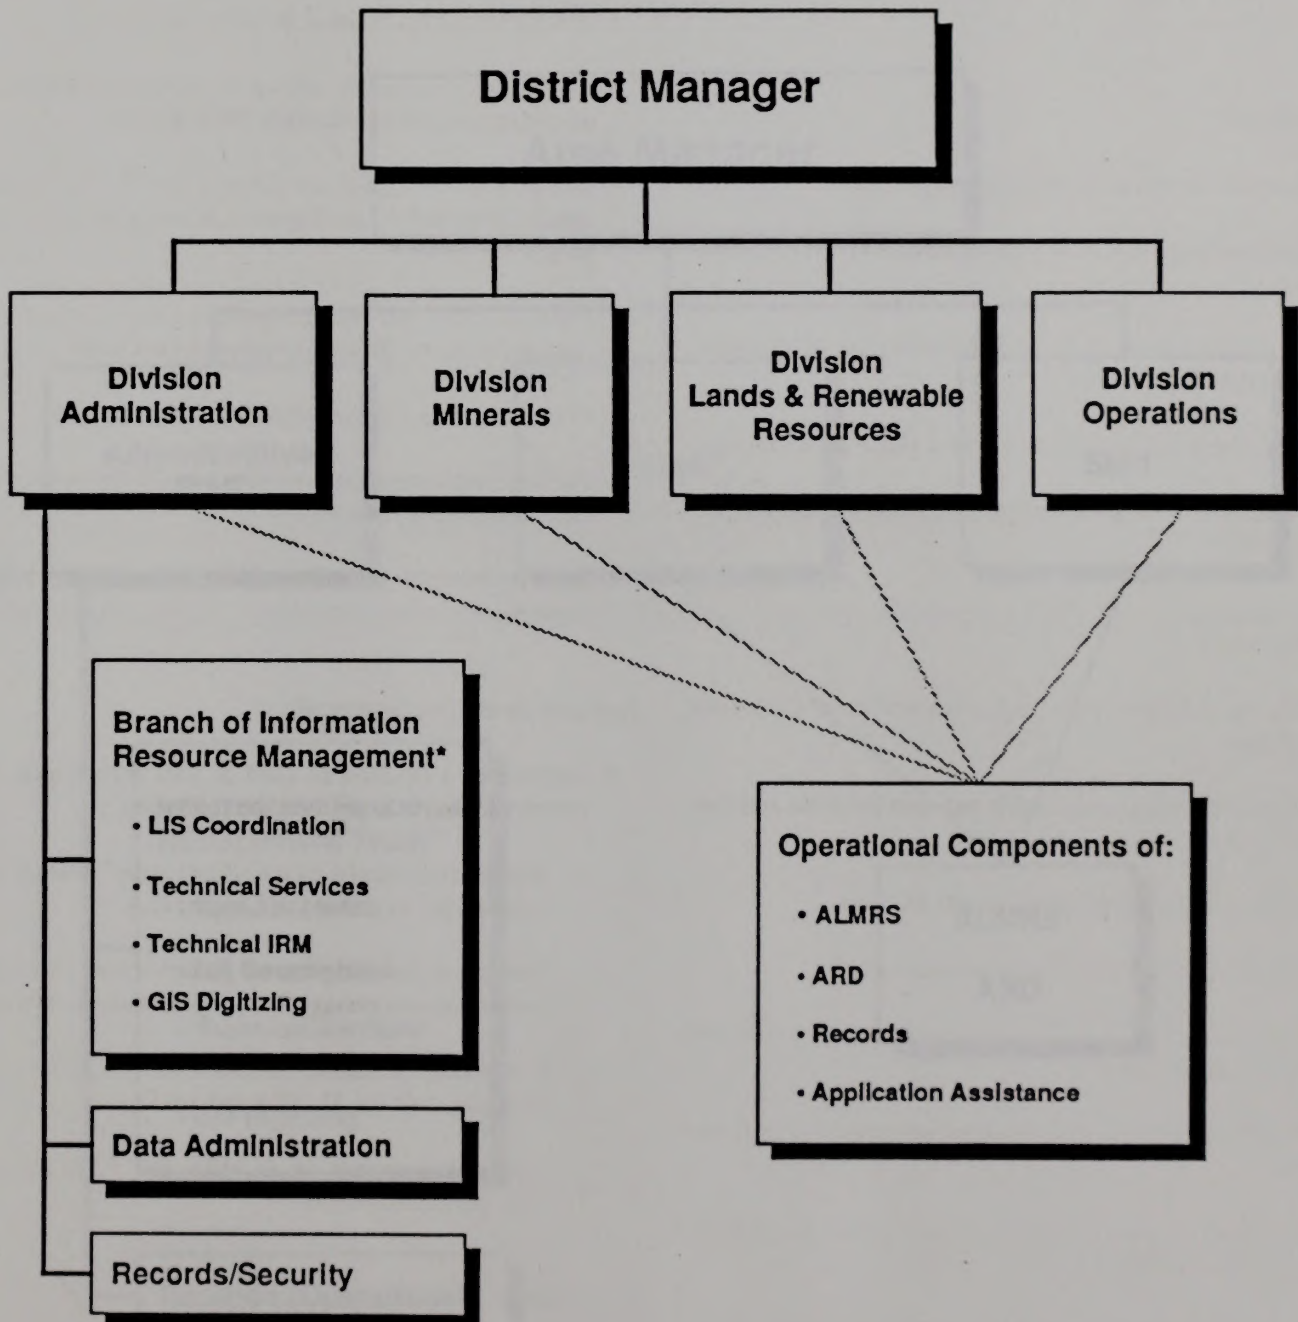 District Manager
Division
Administration
Division
Minerals
Division
Lands & Renewable
Resources
Division
Operations
Branch of Information
Resource Management*
• LIS Coordination
• Technical Services
• Technical IRM
• GIS Digitizing
Data Administration
Records/Security
Operational Components of:
• ALMRS
• ARD
• Records
• Application Assistance